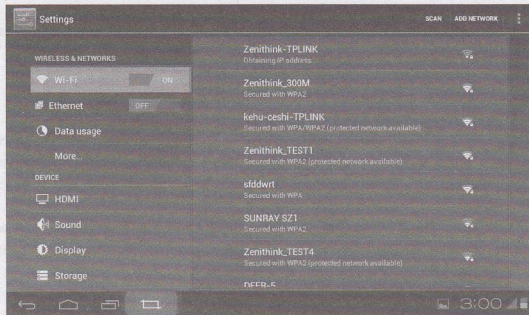 Settings
SCAN ADD NETWORK
WIRELESS & NETWORKS
Wi-Fi ON
Ethernet OFF
Data usage
More...
DEVICE
HDMI
Sound
Display
Storage
Zenithink-TPLINK
Obtaining IP address...
Zenithink_300M
Secured with WPA2
kehu-ceshi-TPLINK
Secured with WPA/WPA2 (protected network available)
Zenithink_TEST1
Secured with WPA2 (protected network available)
sfddwrt
Secured with WPA
SUNRAY SZ1
Secured with WPA2
Zenithink_TEST4
Secured with WPA2 (protected network available)
3:00